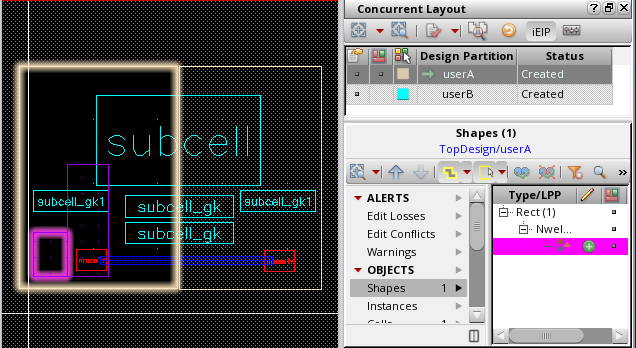 Concurrent Layout
iEIP
Design Partition Status
userA Created
userB Created
Shapes (1)
TopDesign/userA
ALERTS
Edit Losses
Edit Conflicts
Warnings
OBJECTS
Shapes 1
Instances
Type/LPP
Rect (1)
Nwel...
subcell
subcell_gk1
subcell_gk
subcell_gk1
subcell_gk